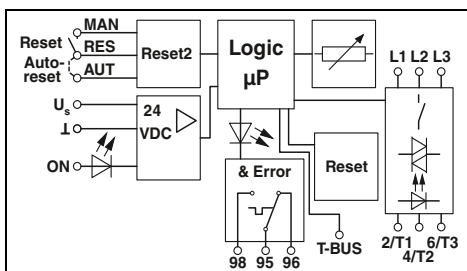 MAN
Reset
RES
Auto-
reset
AUT
Reset2
Logic
µP
L1 L2 L3
Us
24
VDC
⊥
ON
& Error
Reset
98 95 96
T-BUS
2/T1 6/T3
4/T2